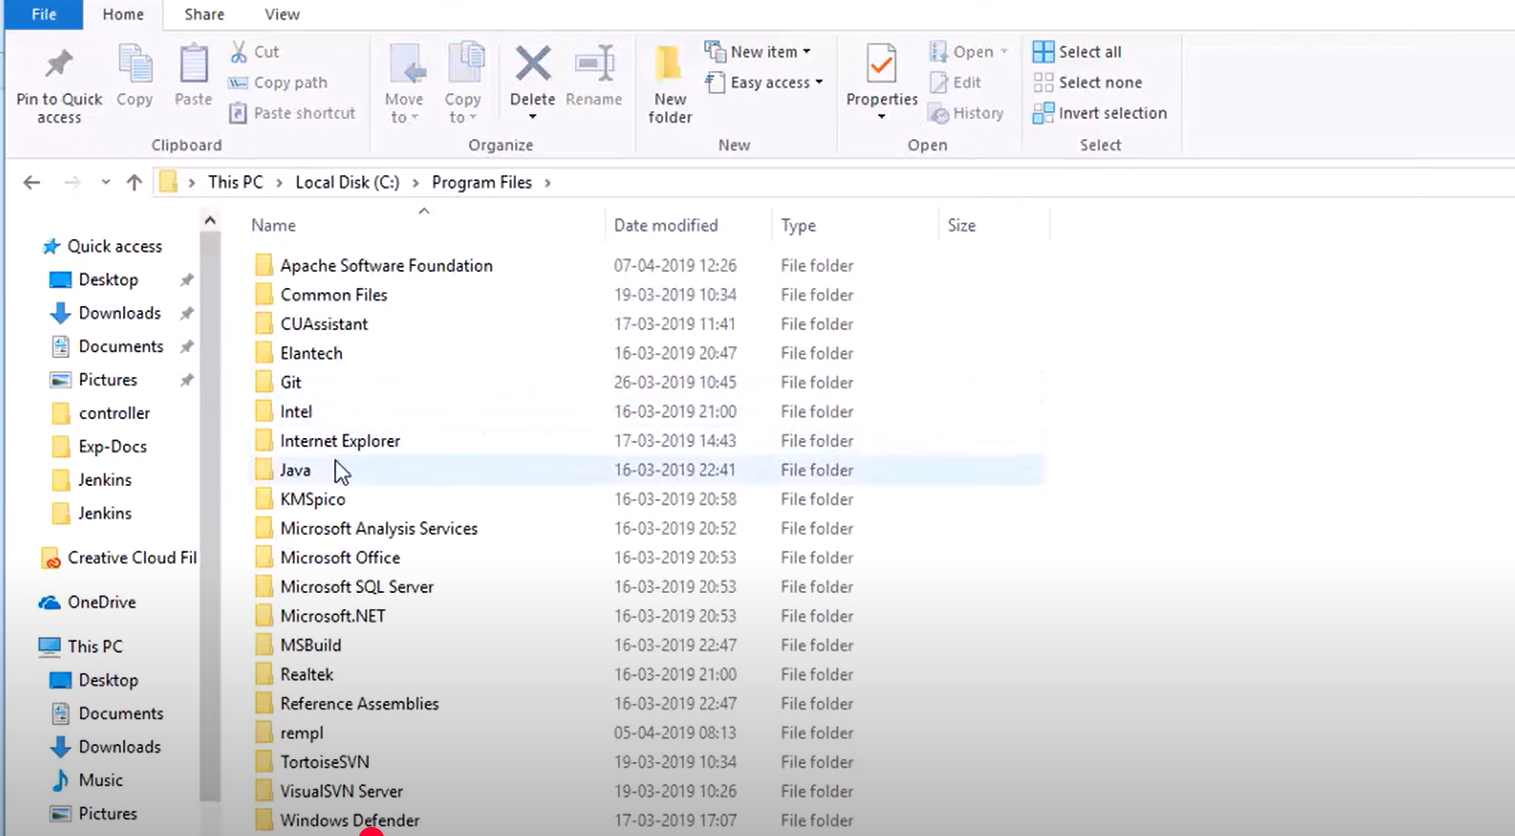 File Home Share View
Pin to Quick access
Copy
Paste
Cut
Copy path
Paste shortcut
Clipboard
Move to
Copy to
Delete
Rename
Organize
New folder
New item
Easy access
New
Properties
Open
Edit
History
Open
Select all
Select none
Invert selection
Select
This PC > Local Disk (C:) > Program Files >
Quick access
Desktop
Downloads
Documents
Pictures
controller
Exp-Docs
Jenkins
Jenkins
Creative Cloud Fil
OneDrive
This PC
Desktop
Documents
Downloads
Music
Pictures
Name Date modified Type Size
Apache Software Foundation 07-04-2019 12:26 File folder
Common Files 19-03-2019 10:34 File folder
CUAssistant 17-03-2019 11:41 File folder
Elantech 16-03-2019 20:47 File folder
Git 26-03-2019 10:45 File folder
Intel 16-03-2019 21:00 File folder
Internet Explorer 17-03-2019 14:43 File folder
Java 16-03-2019 22:41 File folder
KMSpico 16-03-2019 20:58 File folder
Microsoft Analysis Services 16-03-2019 20:52 File folder
Microsoft Office 16-03-2019 20:53 File folder
Microsoft SQL Server 16-03-2019 20:53 File folder
Microsoft.NET 16-03-2019 20:53 File folder
MSBuild 16-03-2019 22:47 File folder
Realtek 16-03-2019 21:00 File folder
Reference Assemblies 16-03-2019 22:47 File folder
rempl 05-04-2019 08:13 File folder
TortoiseSVN 19-03-2019 10:34 File folder
VisualSVN Server 19-03-2019 10:26 File folder
Windows Defender 17-03-2019 17:07 File folder